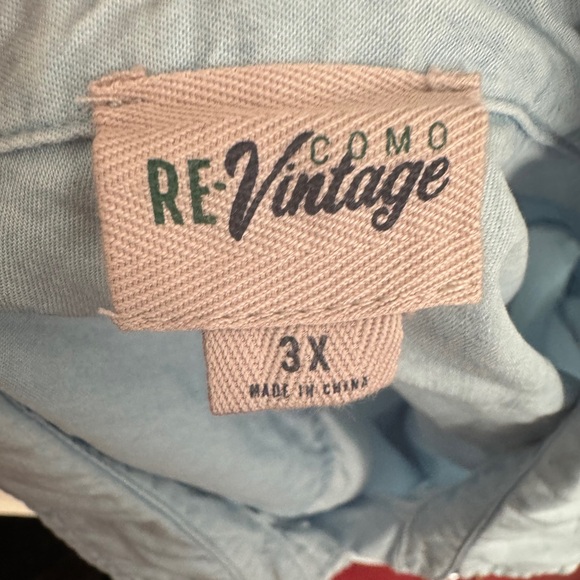 COMO
RE-Vintage
3X
MADE IN CHINA